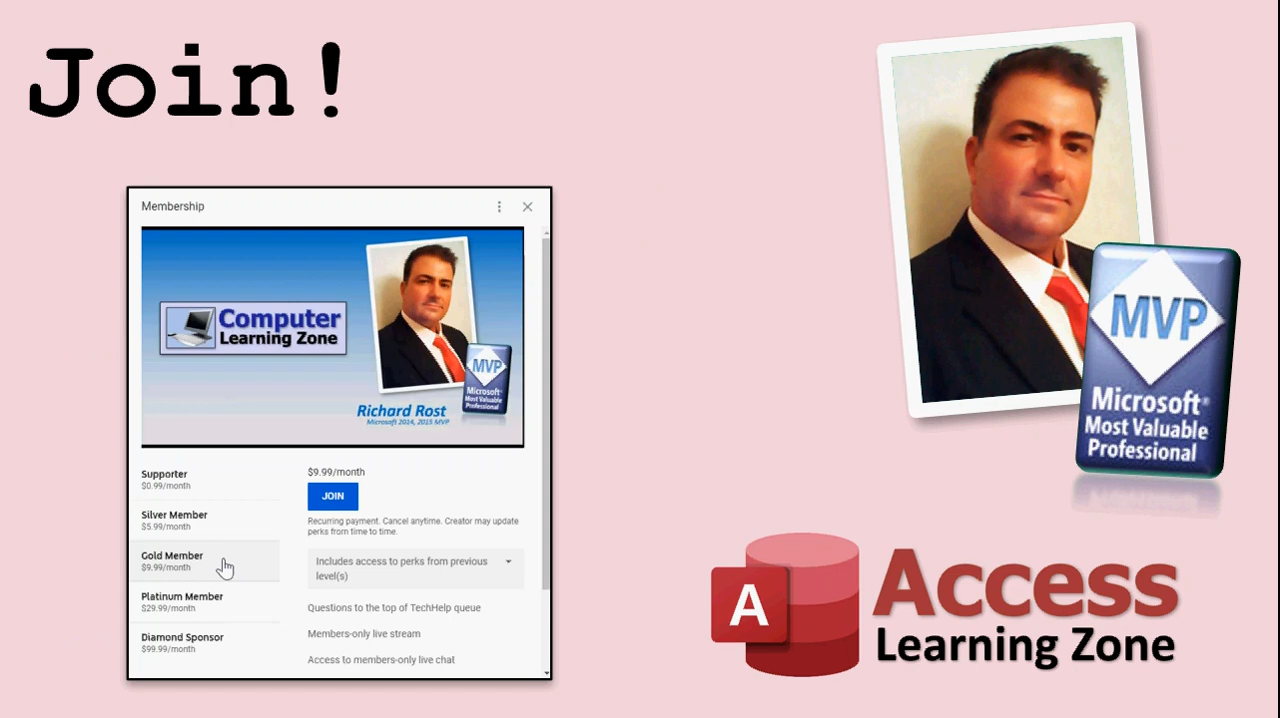 Join!
Membership
Computer
Learning Zone
MVP
Microsoft
Most Valuable
Professional
Richard Rost
Microsoft 2014, 2015 MVP
Supporter
$0.99/month
Silver Member
$5.99/month
Gold Member
$9.99/month
Platinum Member
$29.99/month
Diamond Sponsor
$99.99/month
$9.99/month
JOIN
Recurring payment. Cancel anytime. Creator may update
perks from time to time.
Includes access to perks from previous
level(s)
Questions to the top of TechHelp queue
Members-only live stream
Access to members-only live chat
MVP
Microsoft®
Most Valuable
Professional
A
Access
Learning Zone